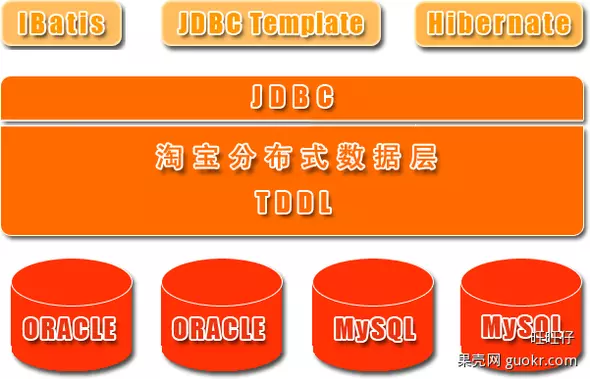 IBatis JDBC Template Hibernate
JDBC
淘宝分布式数据层
TDDL
ORACLE ORACLE MySQL MySQL
旺旺仔
果壳网 guokr.com